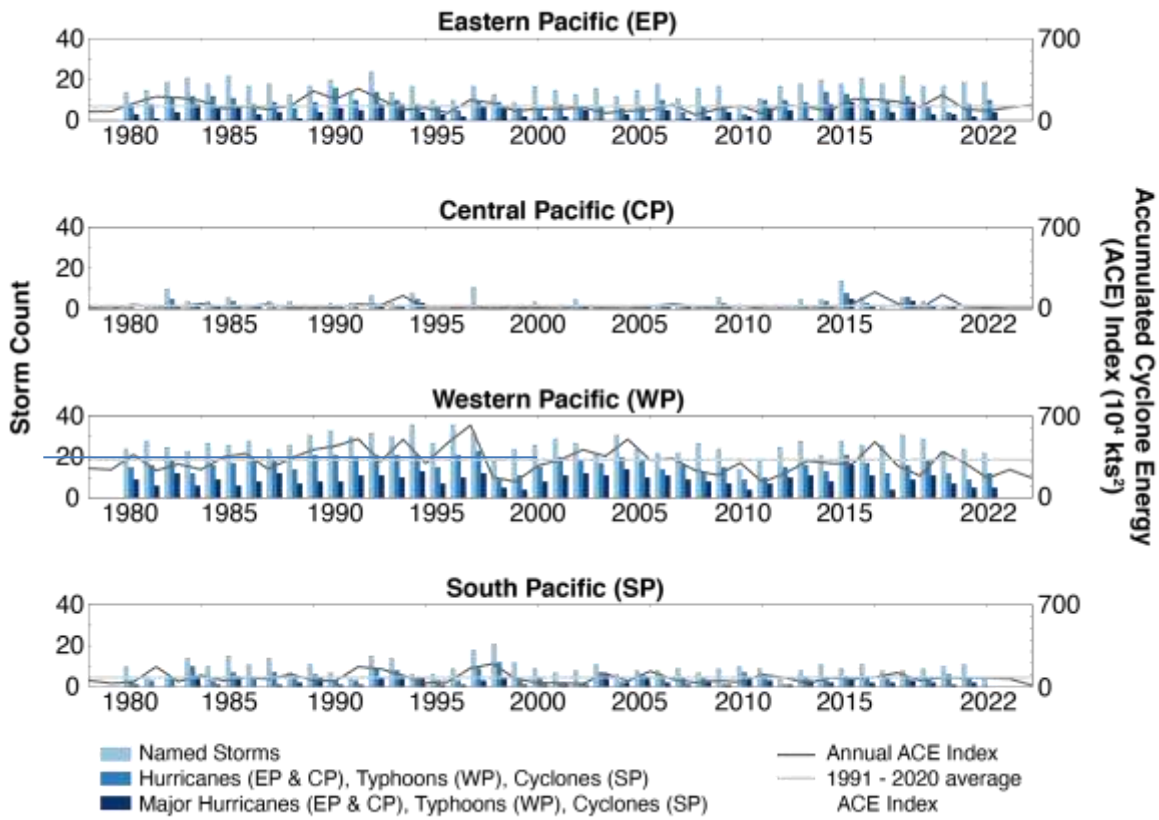 Eastern Pacific (EP)
40 700
20
0 0
1980 1985 1990 1995 2000 2005 2010 2015 2022
Central Pacific (CP)
40 700
20
0 0
1980 1985 1990 1995 2000 2005 2010 2015 2022
Storm Count
Accumulated Cyclone Energy
(ACE) Index (10⁴ kts²)
Western Pacific (WP)
40 700
20
0 0
1980 1985 1990 1995 2000 2005 2010 2015 2022
South Pacific (SP)
40 700
20
0 0
1980 1985 1990 1995 2000 2005 2010 2015 2022
Named Storms
Hurricanes (EP & CP), Typhoons (WP), Cyclones (SP)
Major Hurricanes (EP & CP), Typhoons (WP), Cyclones (SP)
Annual ACE Index
1991 - 2020 average
ACE Index